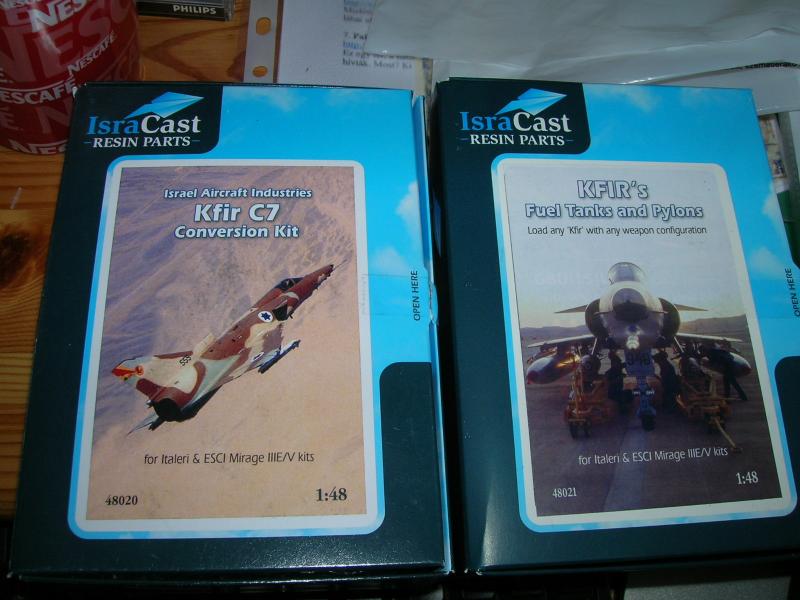 PHILIPS
NESCAFÉ
ESCAFÉ
IsraCast
RESIN PARTS
Israel Aircraft Industries
Kfir C7
Conversion Kit
OPEN HERE
555
for Italeri & ESCI Mirage IIIE/V kits
48020
1:48
IsraCast
RESIN PARTS
KFIR's
Fuel Tanks and Pylons
Load any 'Kfir' with any weapon configuration
OPEN HERE
for Italeri & ESCI Mirage IIIE/V kits
48021
1:48